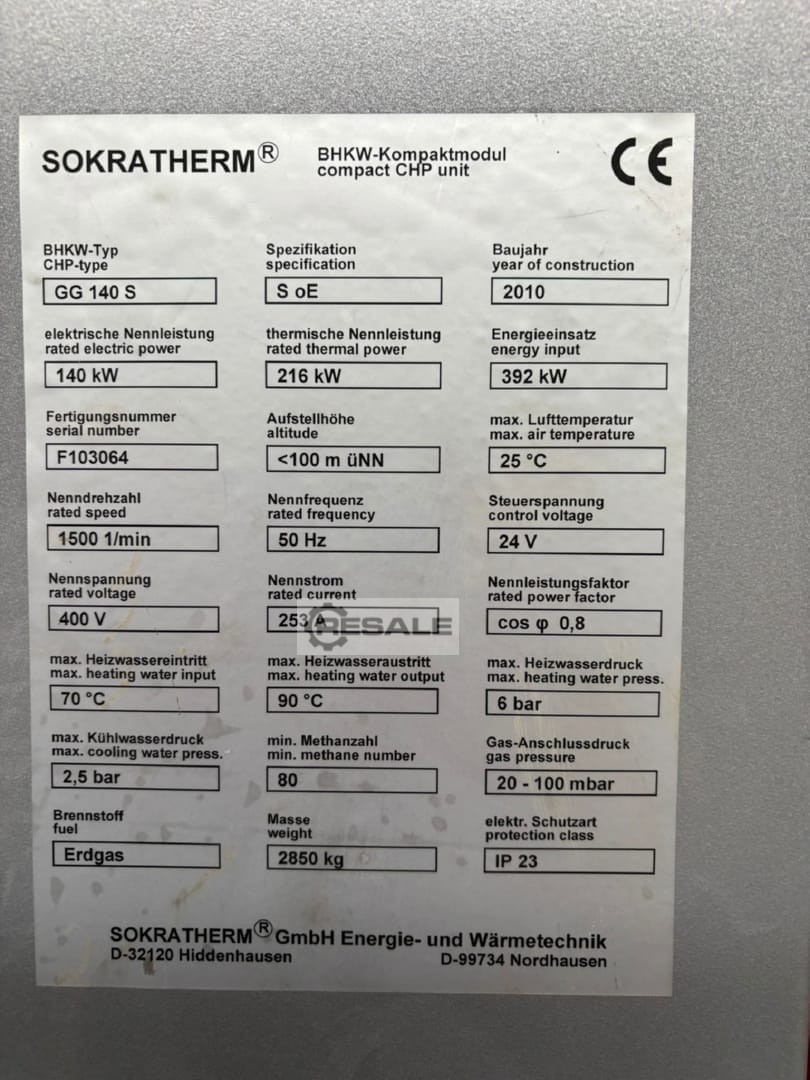 SOKRATHERM® BHKW-Kompaktmodul
compact CHP unit
CE
BHKW-Typ
CHP-type
GG 140 S
Spezifikation
specification
S oE
Baujahr
year of construction
2010
elektrische Nennleistung
rated electric power
140 kW
thermische Nennleistung
rated thermal power
216 kW
Energieeinsatz
energy input
392 kW
Fertigungsnummer
serial number
F103064
Aufstellhöhe
altitude
<100 m üNN
max. Lufttemperatur
max. air temperature
25 °C
Nenndrehzahl
rated speed
1500 1/min
Nennfrequenz
rated frequency
50 Hz
Steuerspannung
control voltage
24 V
Nennspannung
rated voltage
400 V
Nennstrom
rated current
253 A
RESALE
Nennleistungsfaktor
rated power factor
cos φ 0,8
max. Heizwassereintritt
max. heating water input
70 °C
max. Heizwasseraustritt
max. heating water output
90 °C
max. Heizwasserdruck
max. heating water press.
6 bar
max. Kühlwasserdruck
max. cooling water press.
2,5 bar
min. Methanzahl
min. methane number
80
Gas-Anschlussdruck
gas pressure
20 - 100 mbar
Brennstoff
fuel
Erdgas
Masse
weight
2850 kg
elektr. Schutzart
protection class
IP 23
SOKRATHERM® GmbH Energie- und Wärmetechnik
D-32120 Hiddenhausen D-99734 Nordhausen